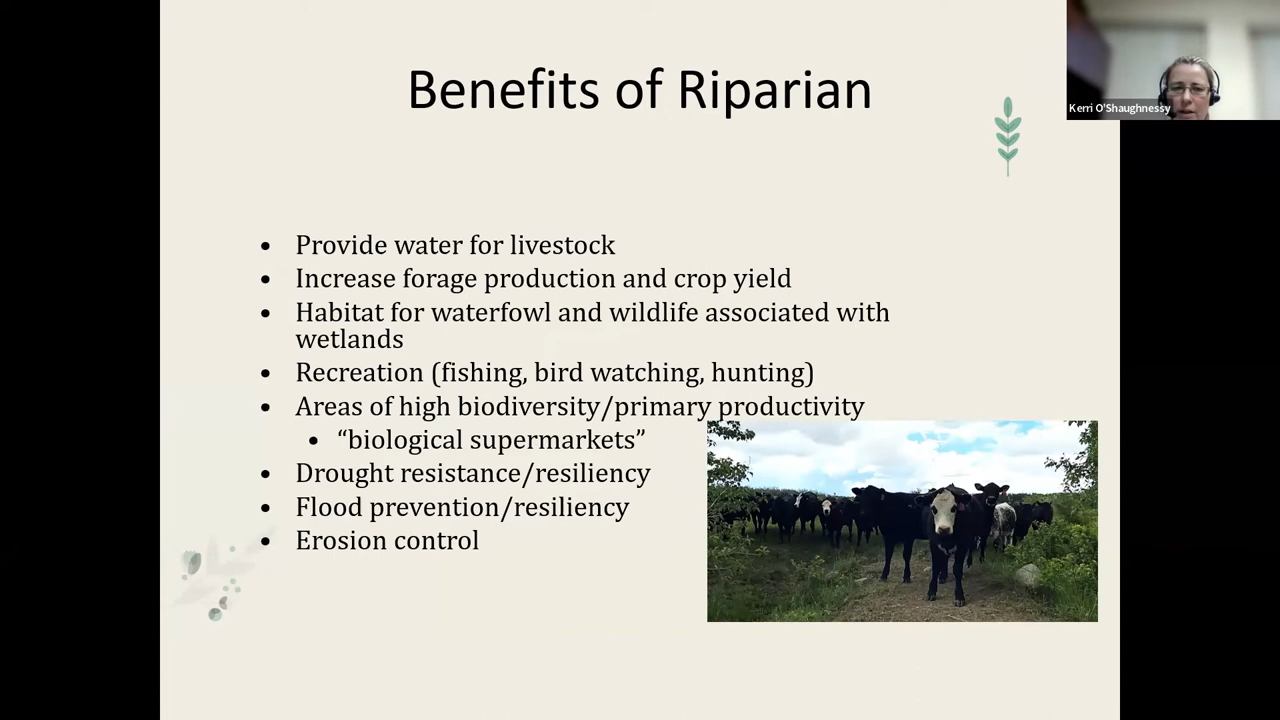 Benefits of Riparian
Kerri O'Shaughnessy
• Provide water for livestock
• Increase forage production and crop yield
• Habitat for waterfowl and wildlife associated with
wetlands
• Recreation (fishing, bird watching, hunting)
• Areas of high biodiversity/primary productivity
• “biological supermarkets”
• Drought resistance/resiliency
• Flood prevention/resiliency
• Erosion control